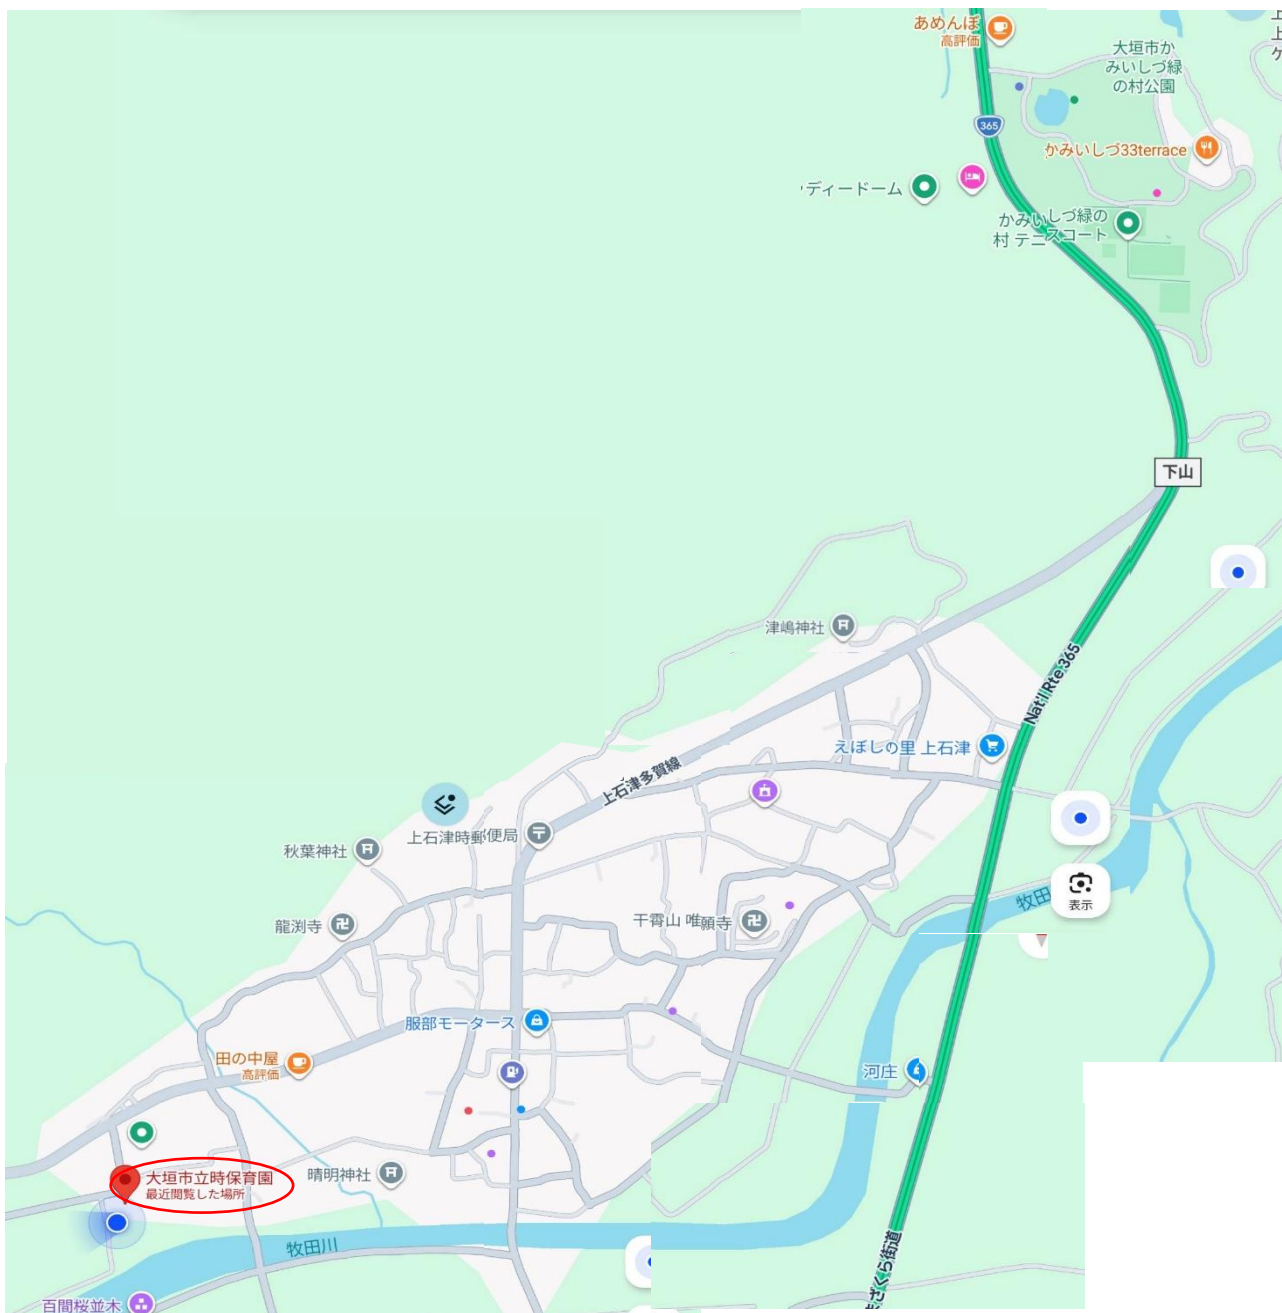 あめんぼ
高評価
大垣市か
みいしづ緑
の村公園
365
かみいしづ33terrace
ディードーム
かみいしづ緑の
村 テニスコート
下山
津嶋神社
Nat'l Rte 365
えぼしの里 上石津
上石津多賀線
上石津時郵便局
秋葉神社
表示
牧田
龍渕寺
干霄山 唯願寺
服部モータース
田の中屋
高評価
河庄
大垣市立時保育園
最近閲覧した場所
晴明神社
牧田川
さくら街道
百間桜並木